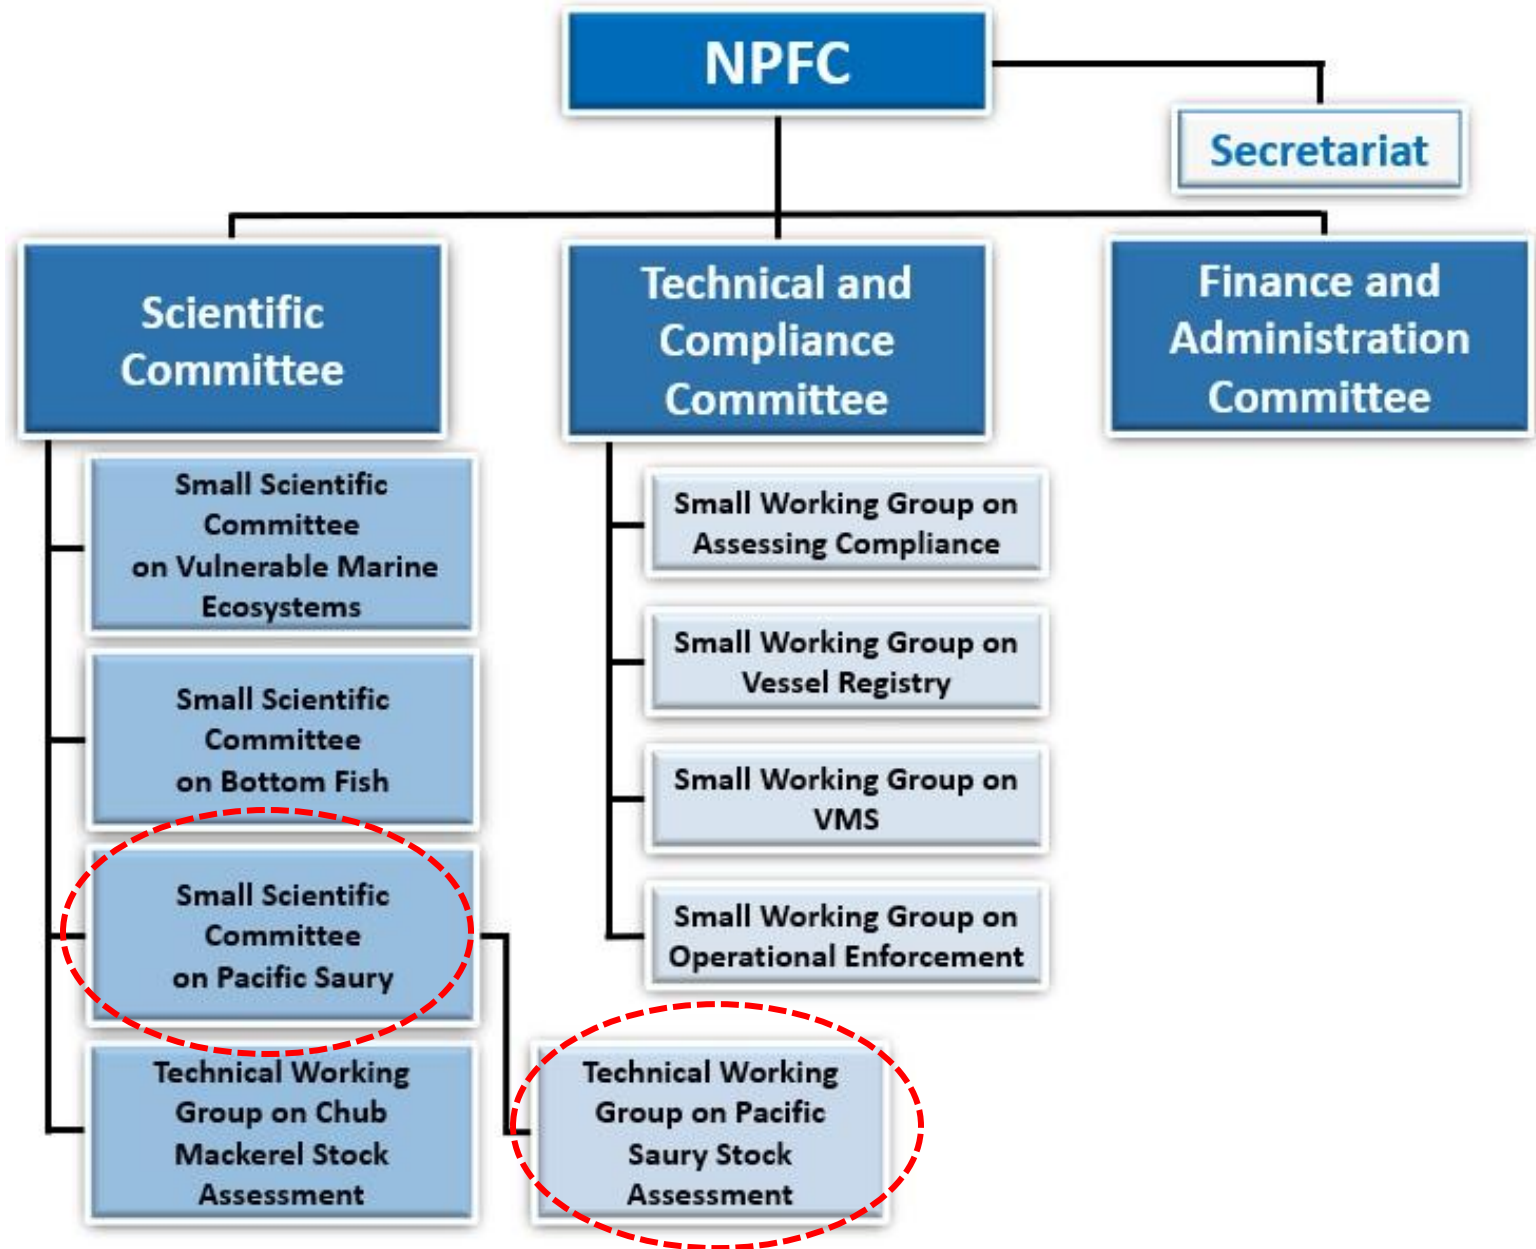 NPFC
Secretariat
Scientific
Committee
Technical and
Compliance
Committee
Finance and
Administration
Committee
Small Scientific
Committee
on Vulnerable Marine
Ecosystems
Small Scientific
Committee
on Bottom Fish
Small Scientific
Committee
on Pacific Saury
Technical Working
Group on Chub
Mackerel Stock
Assessment
Small Working Group on
Assessing Compliance
Small Working Group on
Vessel Registry
Small Working Group on
VMS
Small Working Group on
Operational Enforcement
Technical Working
Group on Pacific
Saury Stock
Assessment